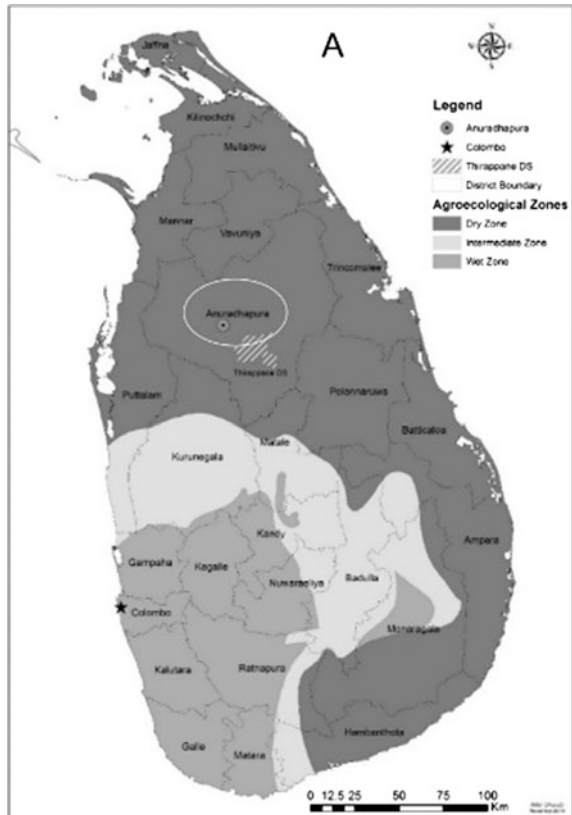 A
Jaffna
Kilinochchi
Mullaitivu
Mannar
Vavuniya
Trincomalee
Anuradhapura
Thirappane DS
Puttalam
Polonnaruwa
Batticaloa
Kurunegala
Matale
Ampara
Kandy
Gampaha
Kegalle
Nuwaraeliya
Badulla
Colombo
Monaragala
Kalutara
Ratnapura
Hambanthota
Galle
Matara
Legend
Anuradhapura
Colombo
Thirappane DS
District Boundary
Agroecological Zones
Dry Zone
Intermediate Zone
Wet Zone
0 12.5 25 50 75 100
Km